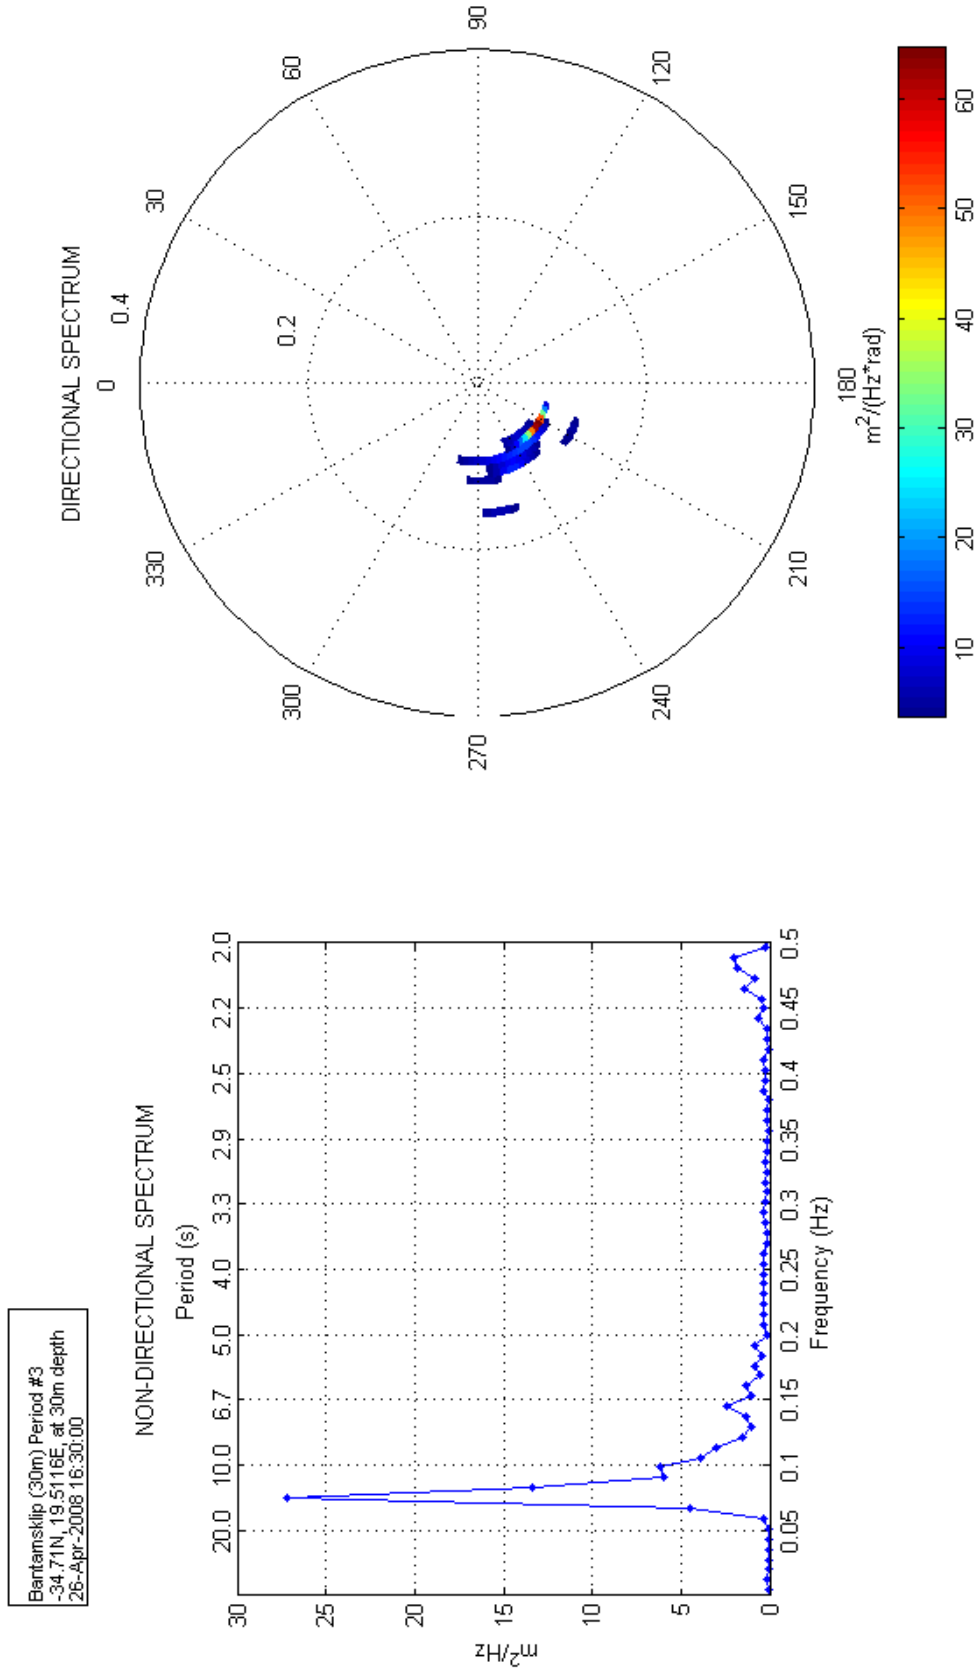 Bantamsklip (30m) Period #3
-34.71N, 19.5116E, at 30m depth
26-Apr-2008 16:30:00
NON-DIRECTIONAL SPECTRUM
Period (s)
20.0 10.0 6.7 5.0 4.0 3.3 2.9 2.5 2.2 2.0
30
25
20
15
10
5
0
m²/Hz
0.05 0.1 0.15 0.2 0.25 0.3 0.35 0.4 0.45 0.5
Frequency (Hz)
DIRECTIONAL SPECTRUM
0
0.4
30
0.2
60
90
120
150
180
210
240
270
300
330
m²/(Hz*rad)
10 20 30 40 50 60